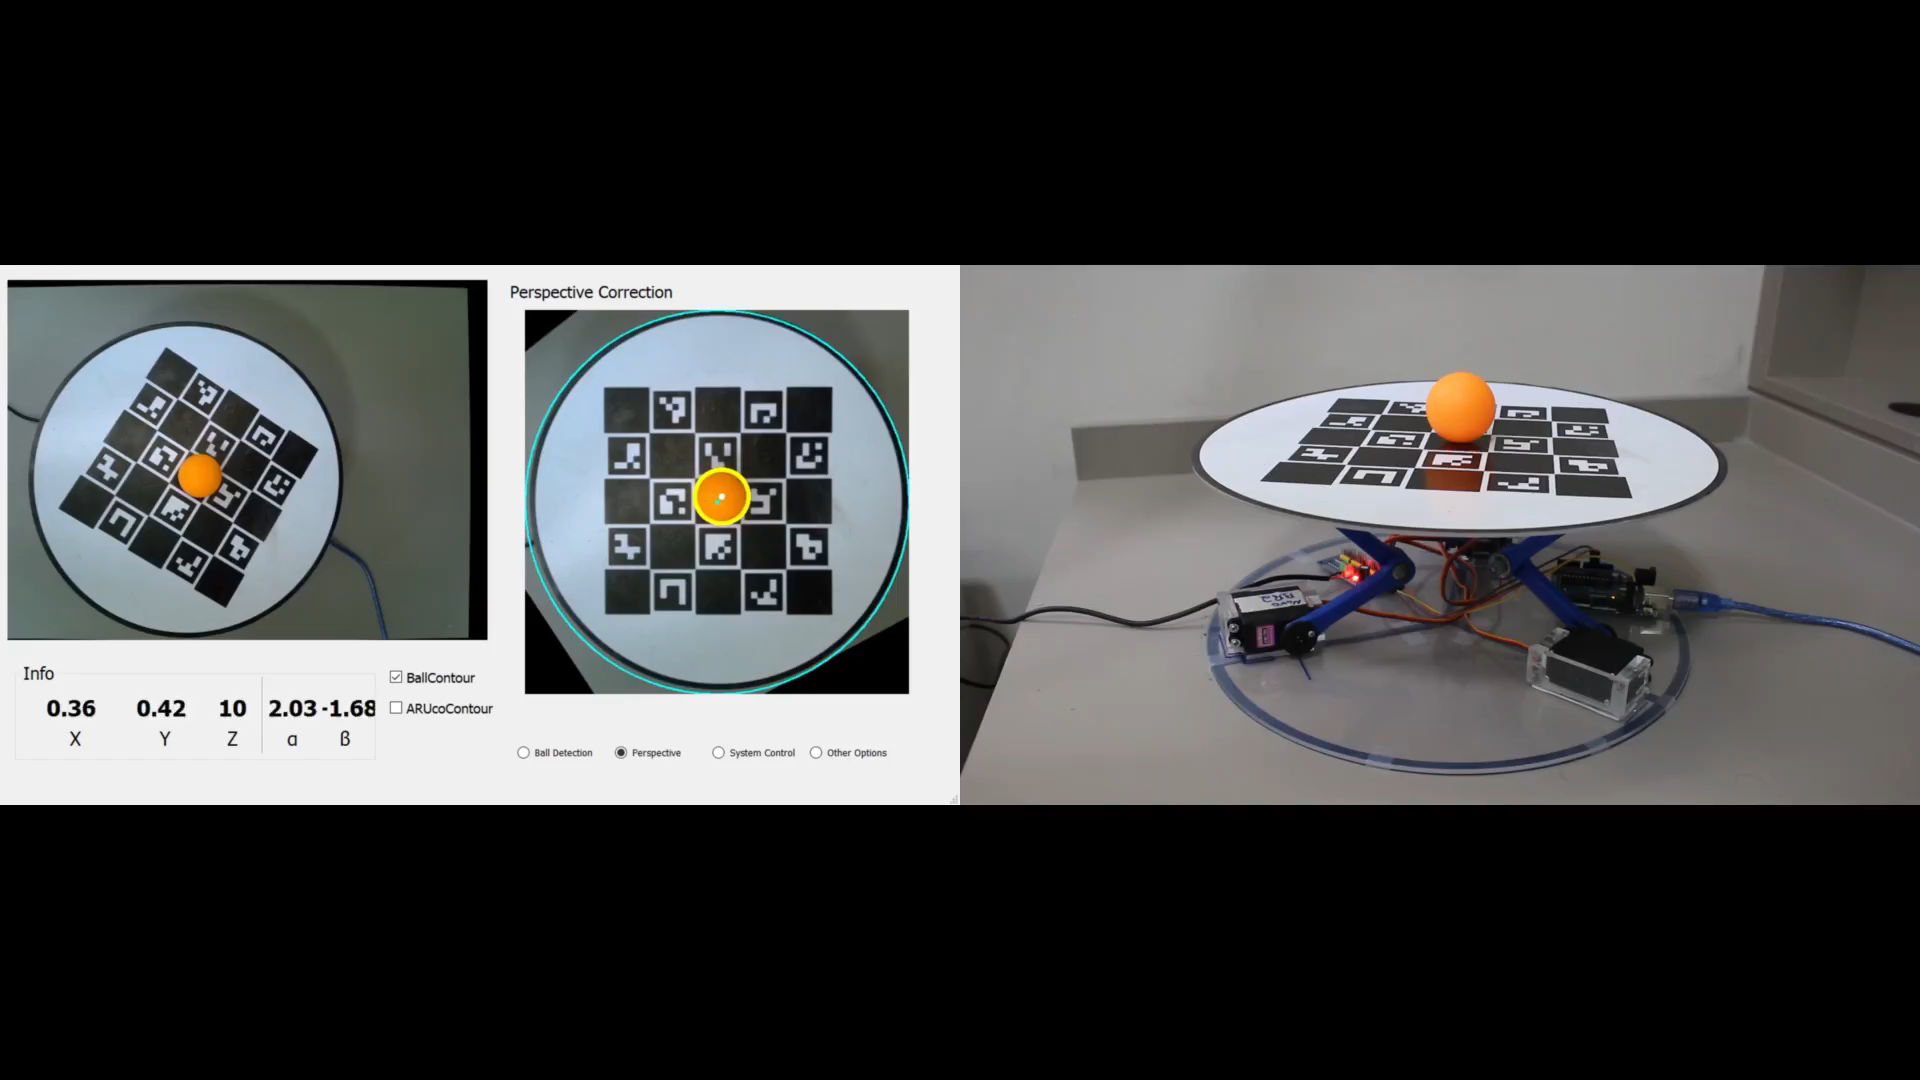 Perspective Correction
Info
0.36 0.42 10 2.03 -1.68
X Y Z α β
BallContour
ARUcoContour
Ball Detection Perspective System Control Other Options